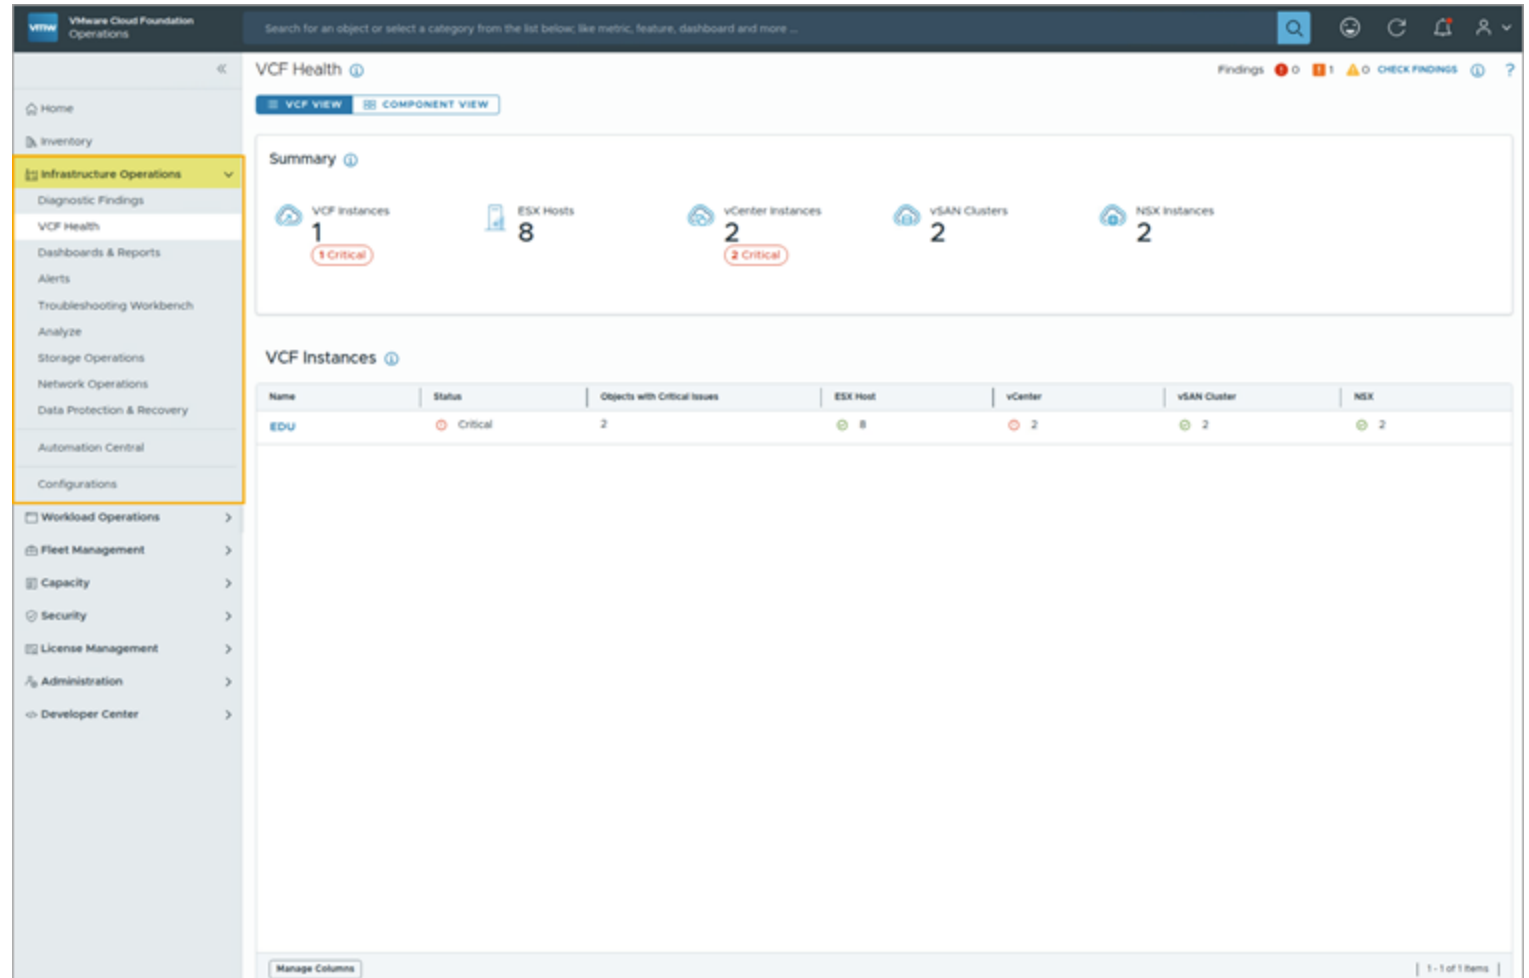 vmw
VMware Cloud Foundation
Operations
Search for an object or select a category from the list below; like metric, feature, dashboard and more ...
«
Home
Inventory
Infrastructure Operations
Diagnostic Findings
VCF Health
Dashboards & Reports
Alerts
Troubleshooting Workbench
Analyze
Storage Operations
Network Operations
Data Protection & Recovery
Automation Central
Configurations
Workload Operations
Fleet Management
Capacity
Security
License Management
Administration
Developer Center
VCF Health
Findings 0 1 0 CHECK FINDINGS ?
VCF VIEW COMPONENT VIEW
Summary
VCF Instances
1
1 Critical
ESX Hosts
8
vCenter Instances
2
2 Critical
vSAN Clusters
2
NSX Instances
2
VCF Instances
Name Status Objects with Critical Issues ESX Host vCenter vSAN Cluster NSX
EDU Critical 2 8 2 2 2
Manage Columns 1 - 1 of 1 Items